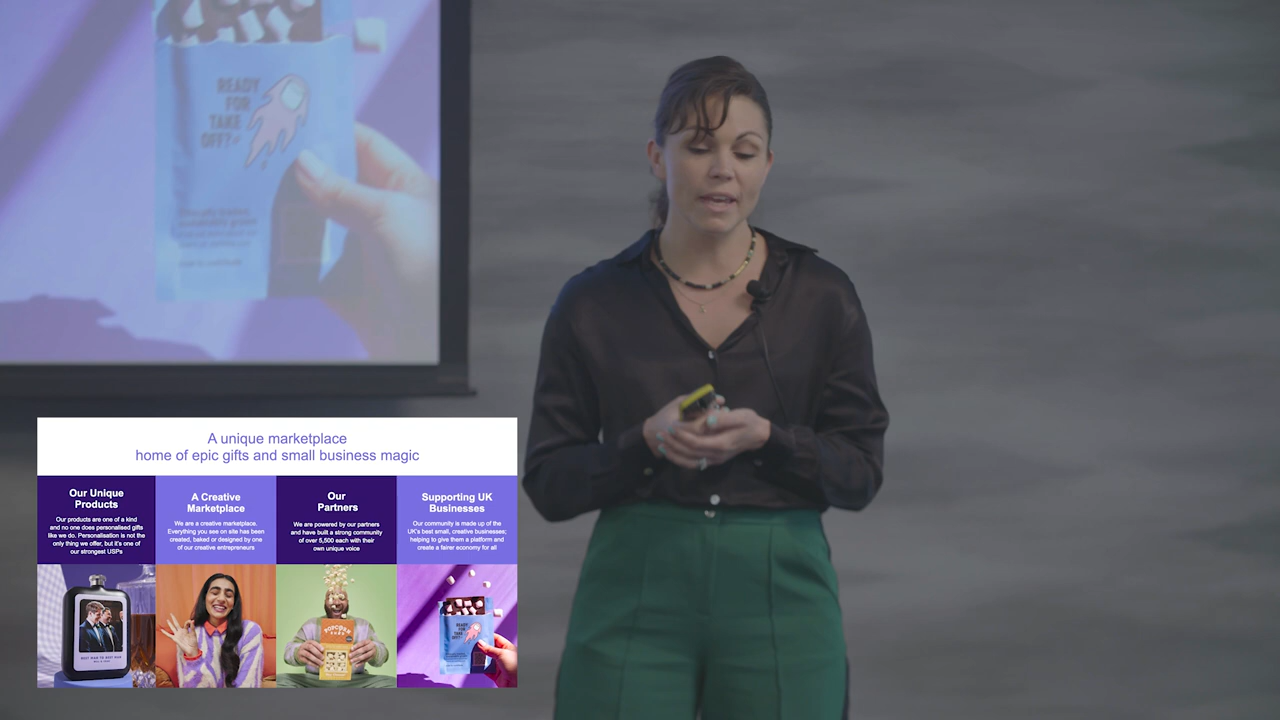 READY
FOR
TAKE
OFF?
A unique marketplace
home of epic gifts and small business magic
Our Unique
Products
Our products are one of a kind
and no one does personalised gifts
like we do. Personalisation is not the
only thing we offer, but it's one of
our strongest USPs
A Creative
Marketplace
We are a creative marketplace.
Everything you see on site has been
created, baked or designed by one
of our creative entrepreneurs
Our
Partners
We are powered by our partners
and have built a strong community
of over 5,500 each with their
own unique voice
Supporting UK
Businesses
Our community is made up of the
UK's best small, creative businesses;
helping to give them a platform and
create a fairer economy for all
BEST MAN TO BEST MAN
POPCORN
READY
FOR
TAKE
OFF?